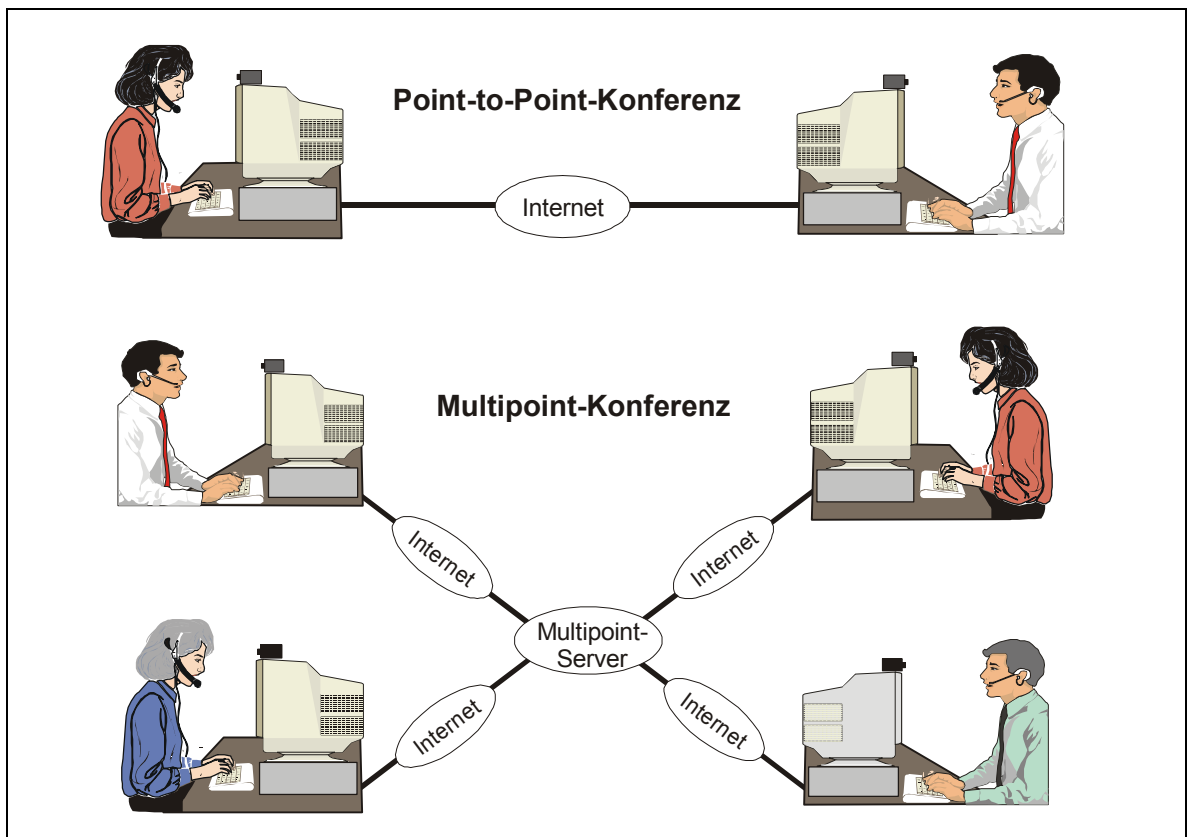 Point-to-Point-Konferenz
Internet
Multipoint-Konferenz
Internet
Internet
Multipoint-
Server
Internet
Internet